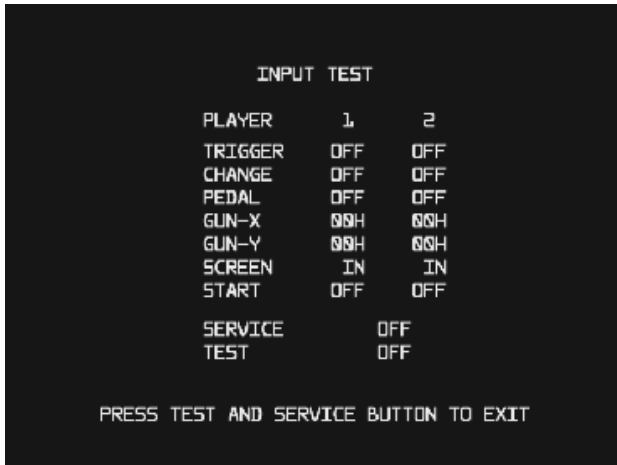 INPUT TEST
PLAYER 1 2
TRIGGER OFF OFF
CHANGE OFF OFF
PEDAL OFF OFF
GUN-X 00H 00H
GUN-Y 00H 00H
SCREEN IN IN
START OFF OFF
SERVICE OFF
TEST OFF
PRESS TEST AND SERVICE BUTTON TO EXIT